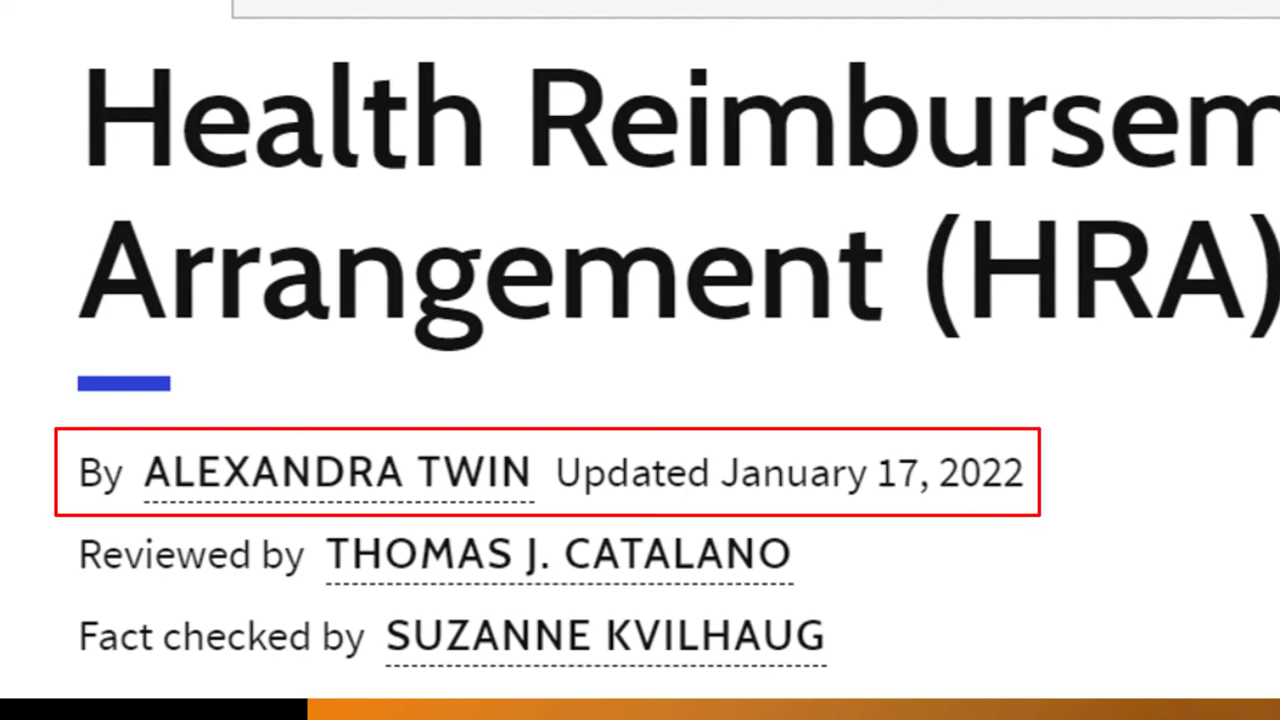 Health Reimbursem
Arrangement (HRA)
By ALEXANDRA TWIN Updated January 17, 2022
Reviewed by THOMAS J. CATALANO
Fact checked by SUZANNE KVILHAUG